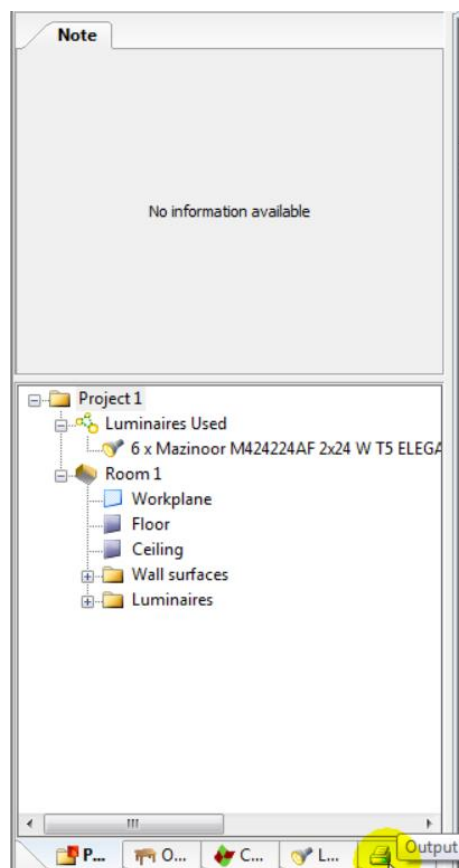 Note
No information available
Project 1
Luminaires Used
6 x Mazinoor M424224AF 2x24 W T5 ELEGA
Room 1
Workplane
Floor
Ceiling
Wall surfaces
Luminaires
P... O... C... L... Output